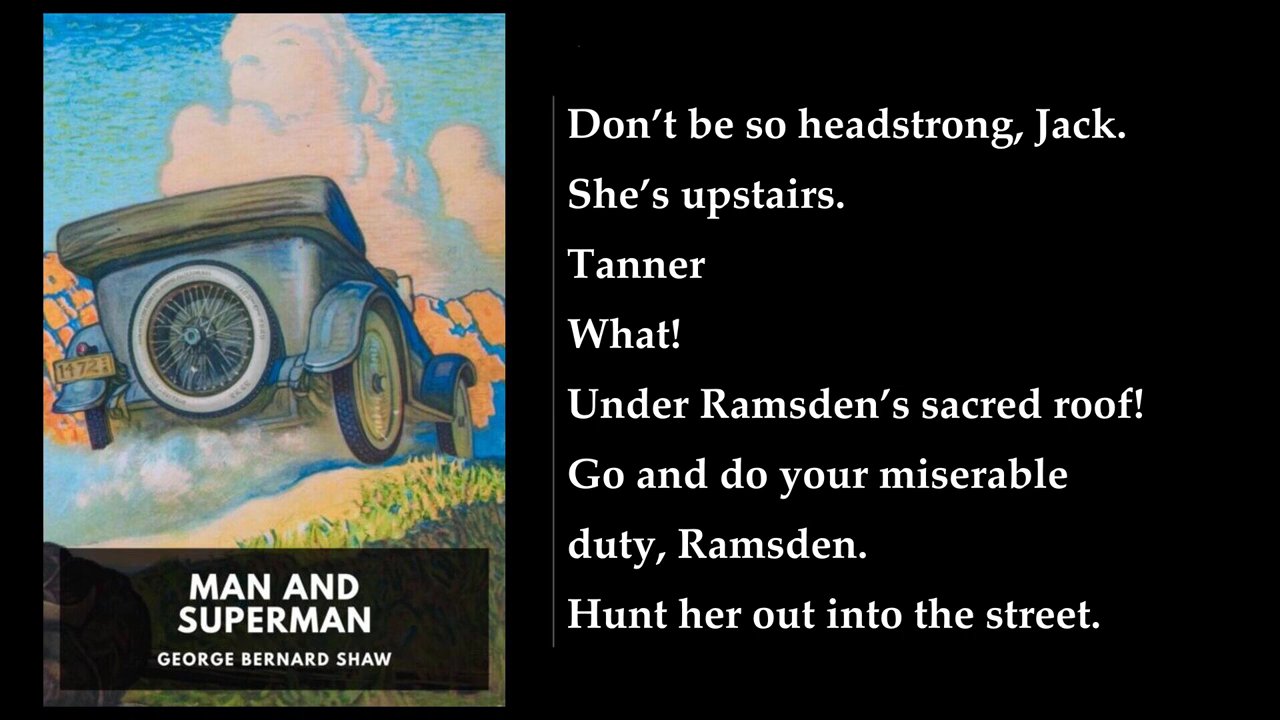 Don’t be so headstrong, Jack.
She’s upstairs.
Tanner
What!
Under Ramsden’s sacred roof!
Go and do your miserable
duty, Ramsden.
Hunt her out into the street.
1472
MAN AND
SUPERMAN
GEORGE BERNARD SHAW